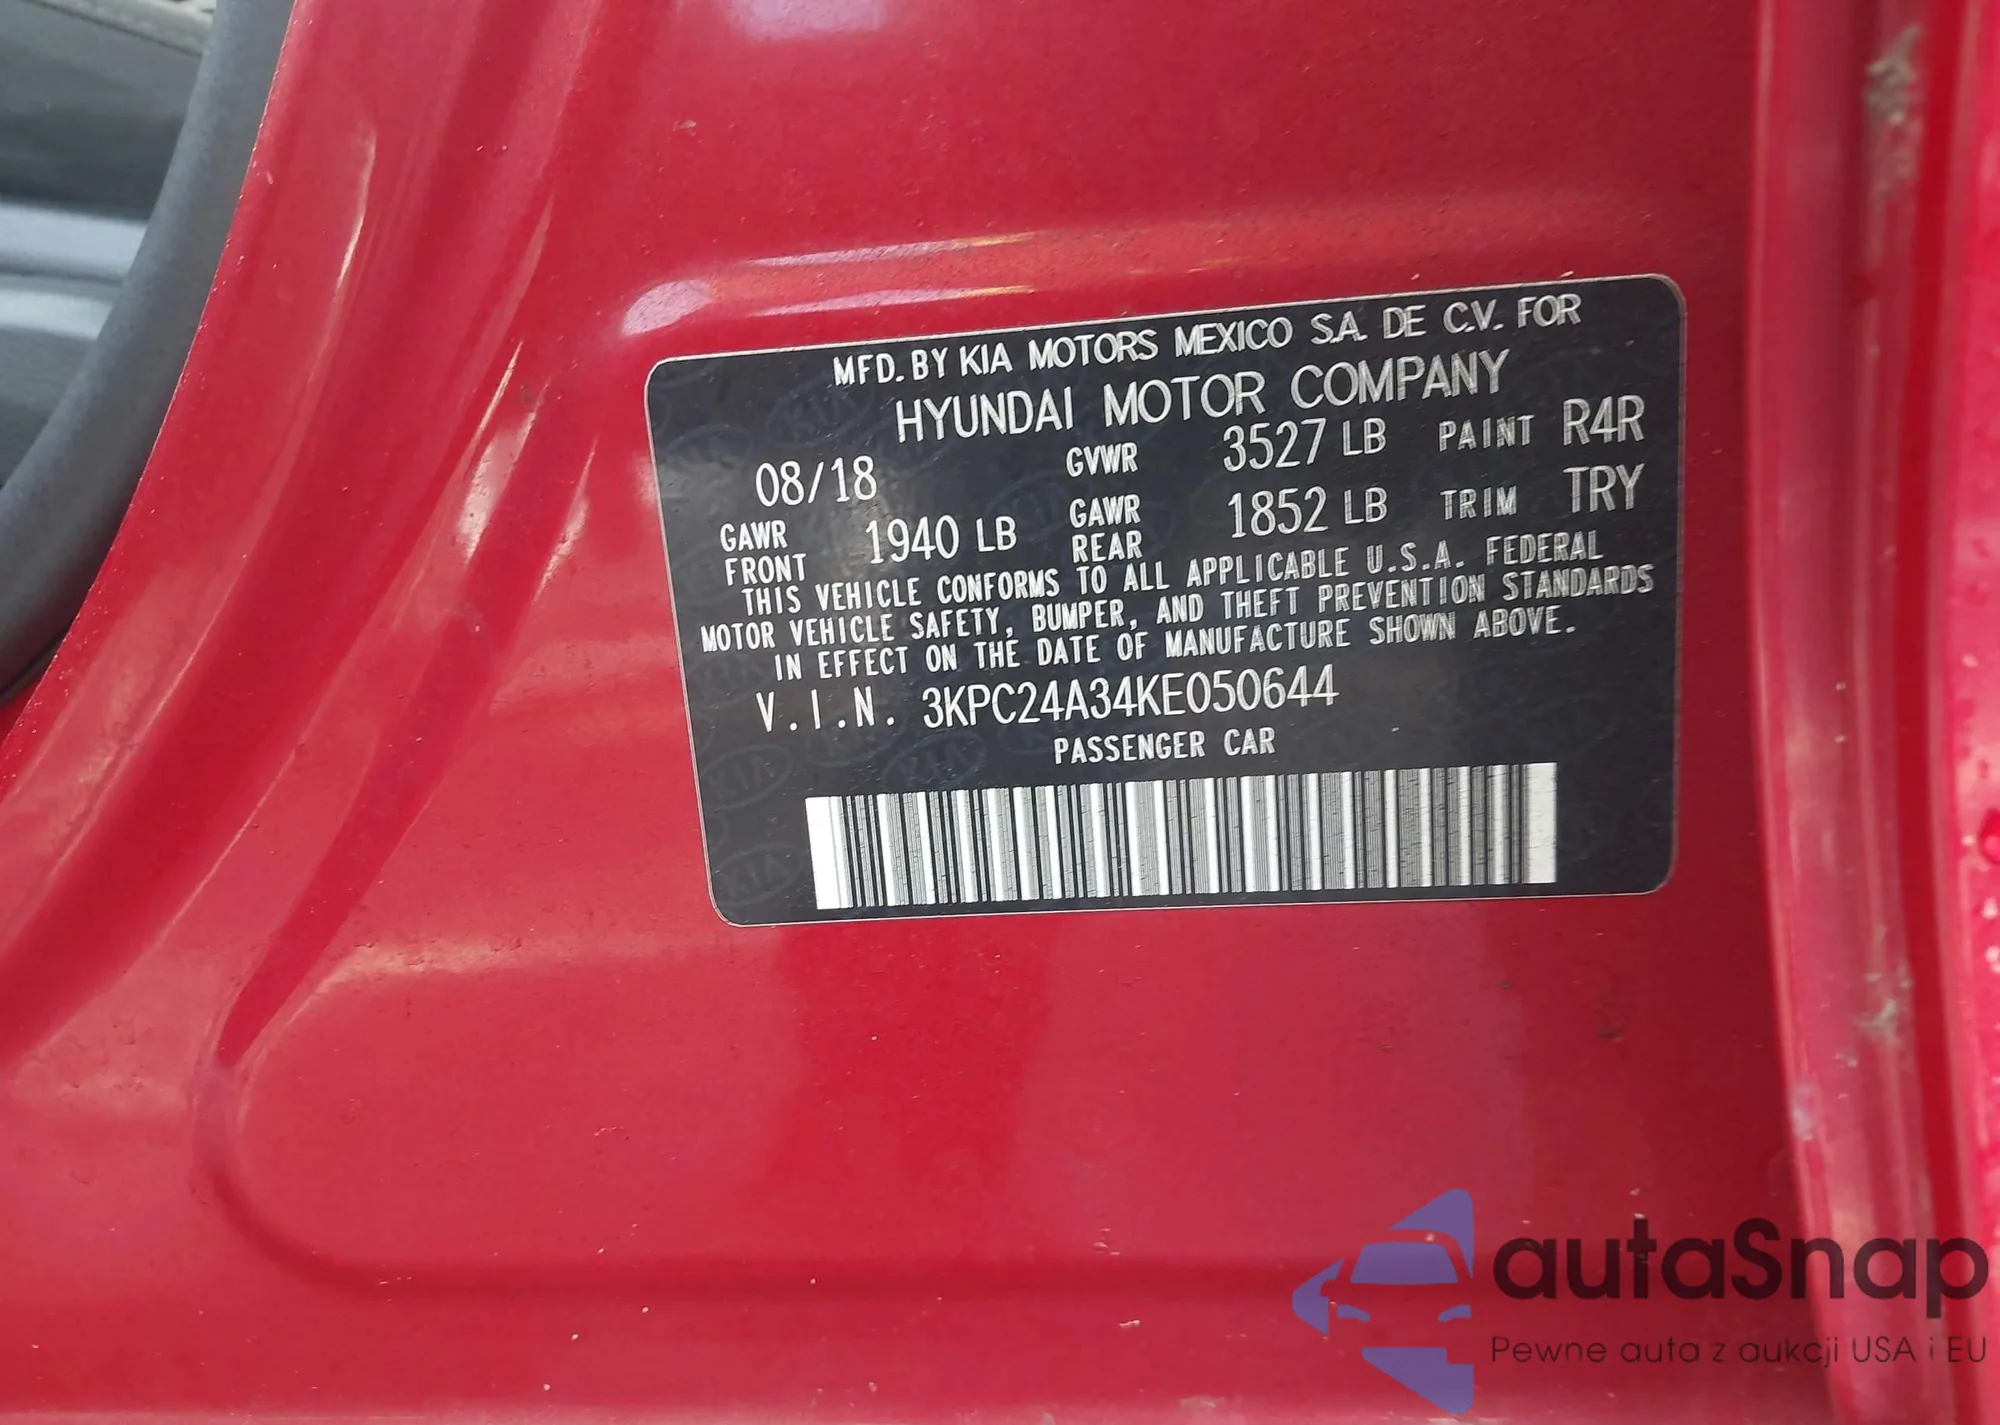 MFD. BY KIA MOTORS MEXICO S.A. DE C.V. FOR
HYUNDAI MOTOR COMPANY
08/18 GVWR 3527 LB PAINT R4R
GAWR FRONT 1940 LB GAWR REAR 1852 LB TRIM TRY
THIS VEHICLE CONFORMS TO ALL APPLICABLE U.S.A. FEDERAL
MOTOR VEHICLE SAFETY, BUMPER, AND THEFT PREVENTION STANDARDS
IN EFFECT ON THE DATE OF MANUFACTURE SHOWN ABOVE.
V.I.N. 3KPC24A34KE050644
PASSENGER CAR
autaSnap
Pewne auta z aukcji USA i EU